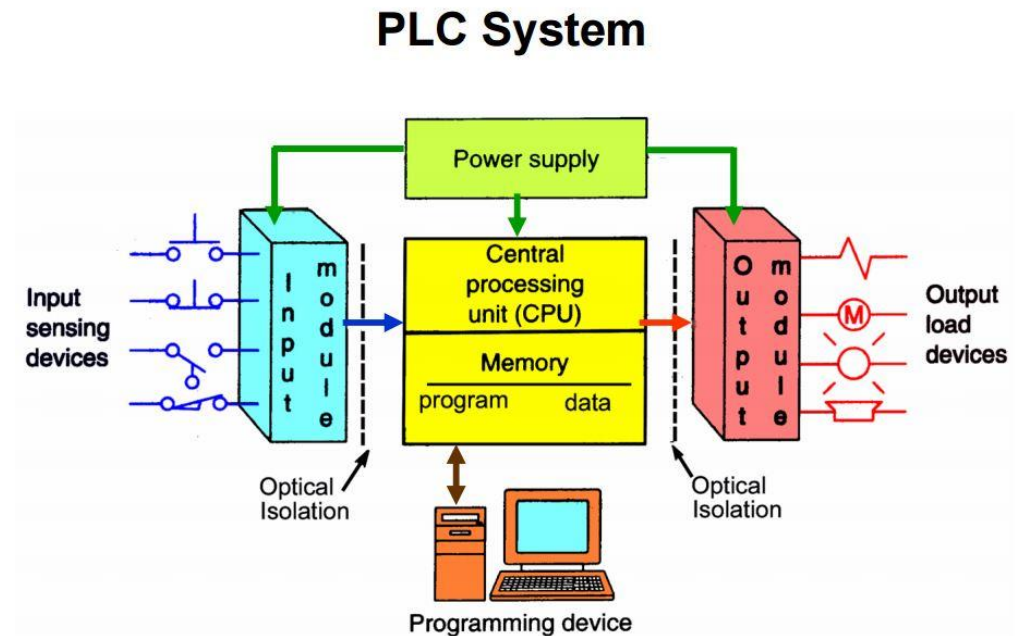 PLC System
Power supply
Input
sensing
devices
Input
module
Central
processing
unit (CPU)
Memory
program data
Output
module
M
Output
load
devices
Optical
Isolation
Optical
Isolation
Programming device